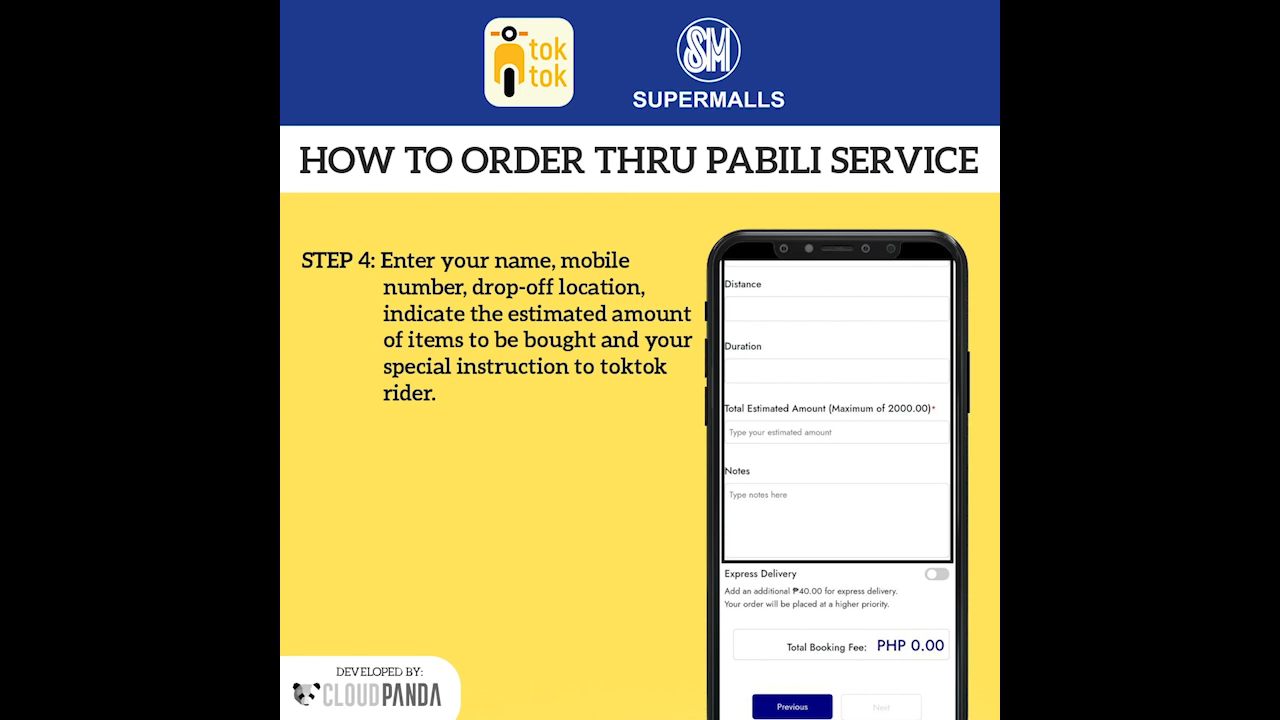 tok
tok
SM
SUPERMALLS
HOW TO ORDER THRU PABILI SERVICE
STEP 4: Enter your name, mobile
number, drop-off location,
indicate the estimated amount
of items to be bought and your
special instruction to toktok
rider.
Distance
Duration
Total Estimated Amount (Maximum of 2000.00)*
Type your estimated amount
Notes
Type notes here
Express Delivery
Add an additional ₱40.00 for express delivery.
Your order will be placed at a higher priority.
Total Booking Fee: PHP 0.00
Previous
Next
DEVELOPED BY:
CLOUDPANDA